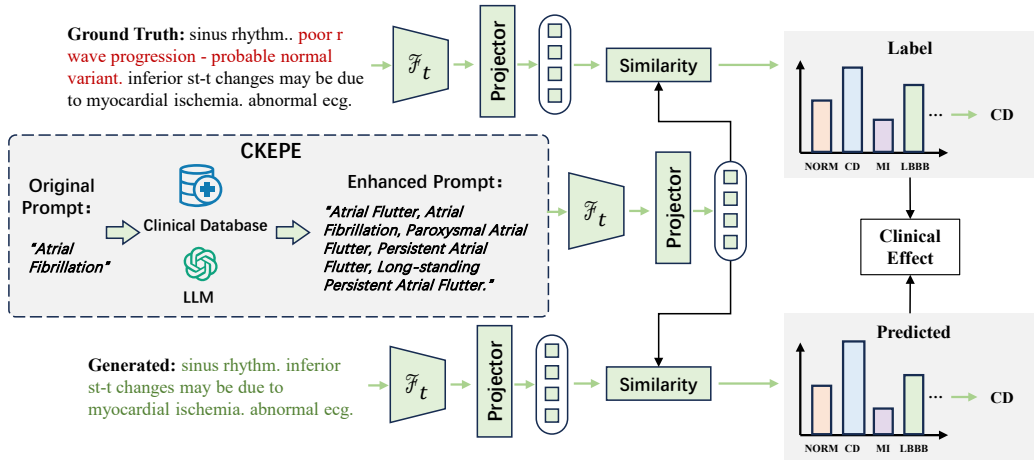 Ground Truth: sinus rhythm.. poor r
wave progression - probable normal
variant. inferior st-t changes may be due
to myocardial ischemia. abnormal ecg.
ℱt
Projector
Similarity
Label
NORM CD MI LBBB
...
CD
CKEPE
Original
Prompt:
"Atrial
Fibrillation"
Clinical Database
LLM
Enhanced Prompt:
"Atrial Flutter, Atrial
Fibrillation, Paroxysmal Atrial
Flutter, Persistent Atrial
Flutter, Long-standing
Persistent Atrial Flutter."
ℱt
Projector
Clinical
Effect
Generated: sinus rhythm. inferior
st-t changes may be due to
myocardial ischemia. abnormal ecg.
ℱt
Projector
Similarity
Predicted
NORM CD MI LBBB
...
CD